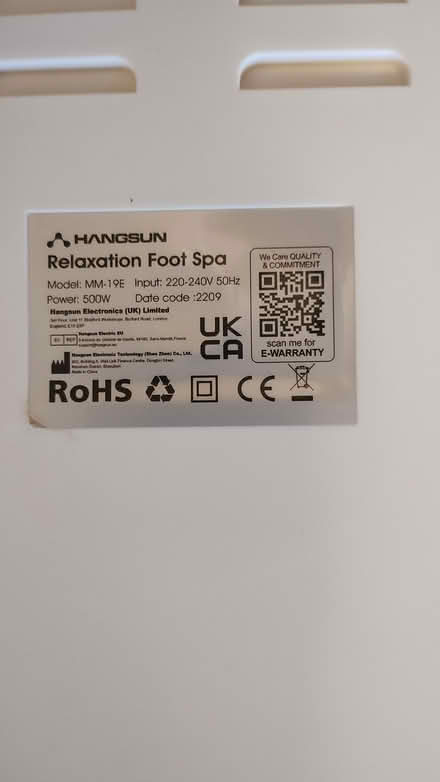 HANGSUN
Relaxation Foot Spa
Model: MM-19E Input: 220-240V 50Hz
Power: 500W Date code :2209
Hangsun Electronics (UK) Limited
England,
UK
CA
EC REP
Hangsun Electric EU
Hangsun Electronic Technology (Shen Zhen) Co., Ltd.
Made in China
RoHS
CE
We Care QUALITY
& COMMITMENT
scan me for
E-WARRANTY